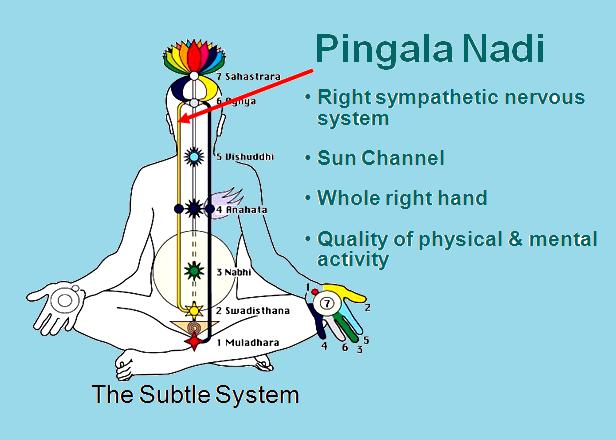 Pingala Nadi
• Right sympathetic nervous
system
• Sun Channel
• Whole right hand
• Quality of physical & mental
activity
7 Sahastrara
6 Agnya
5 Vishuddhi
4 Anahata
3 Nabhi
2 Swadisthana
1 Muladhara
1
7
2
5
3
6
4
The Subtle System